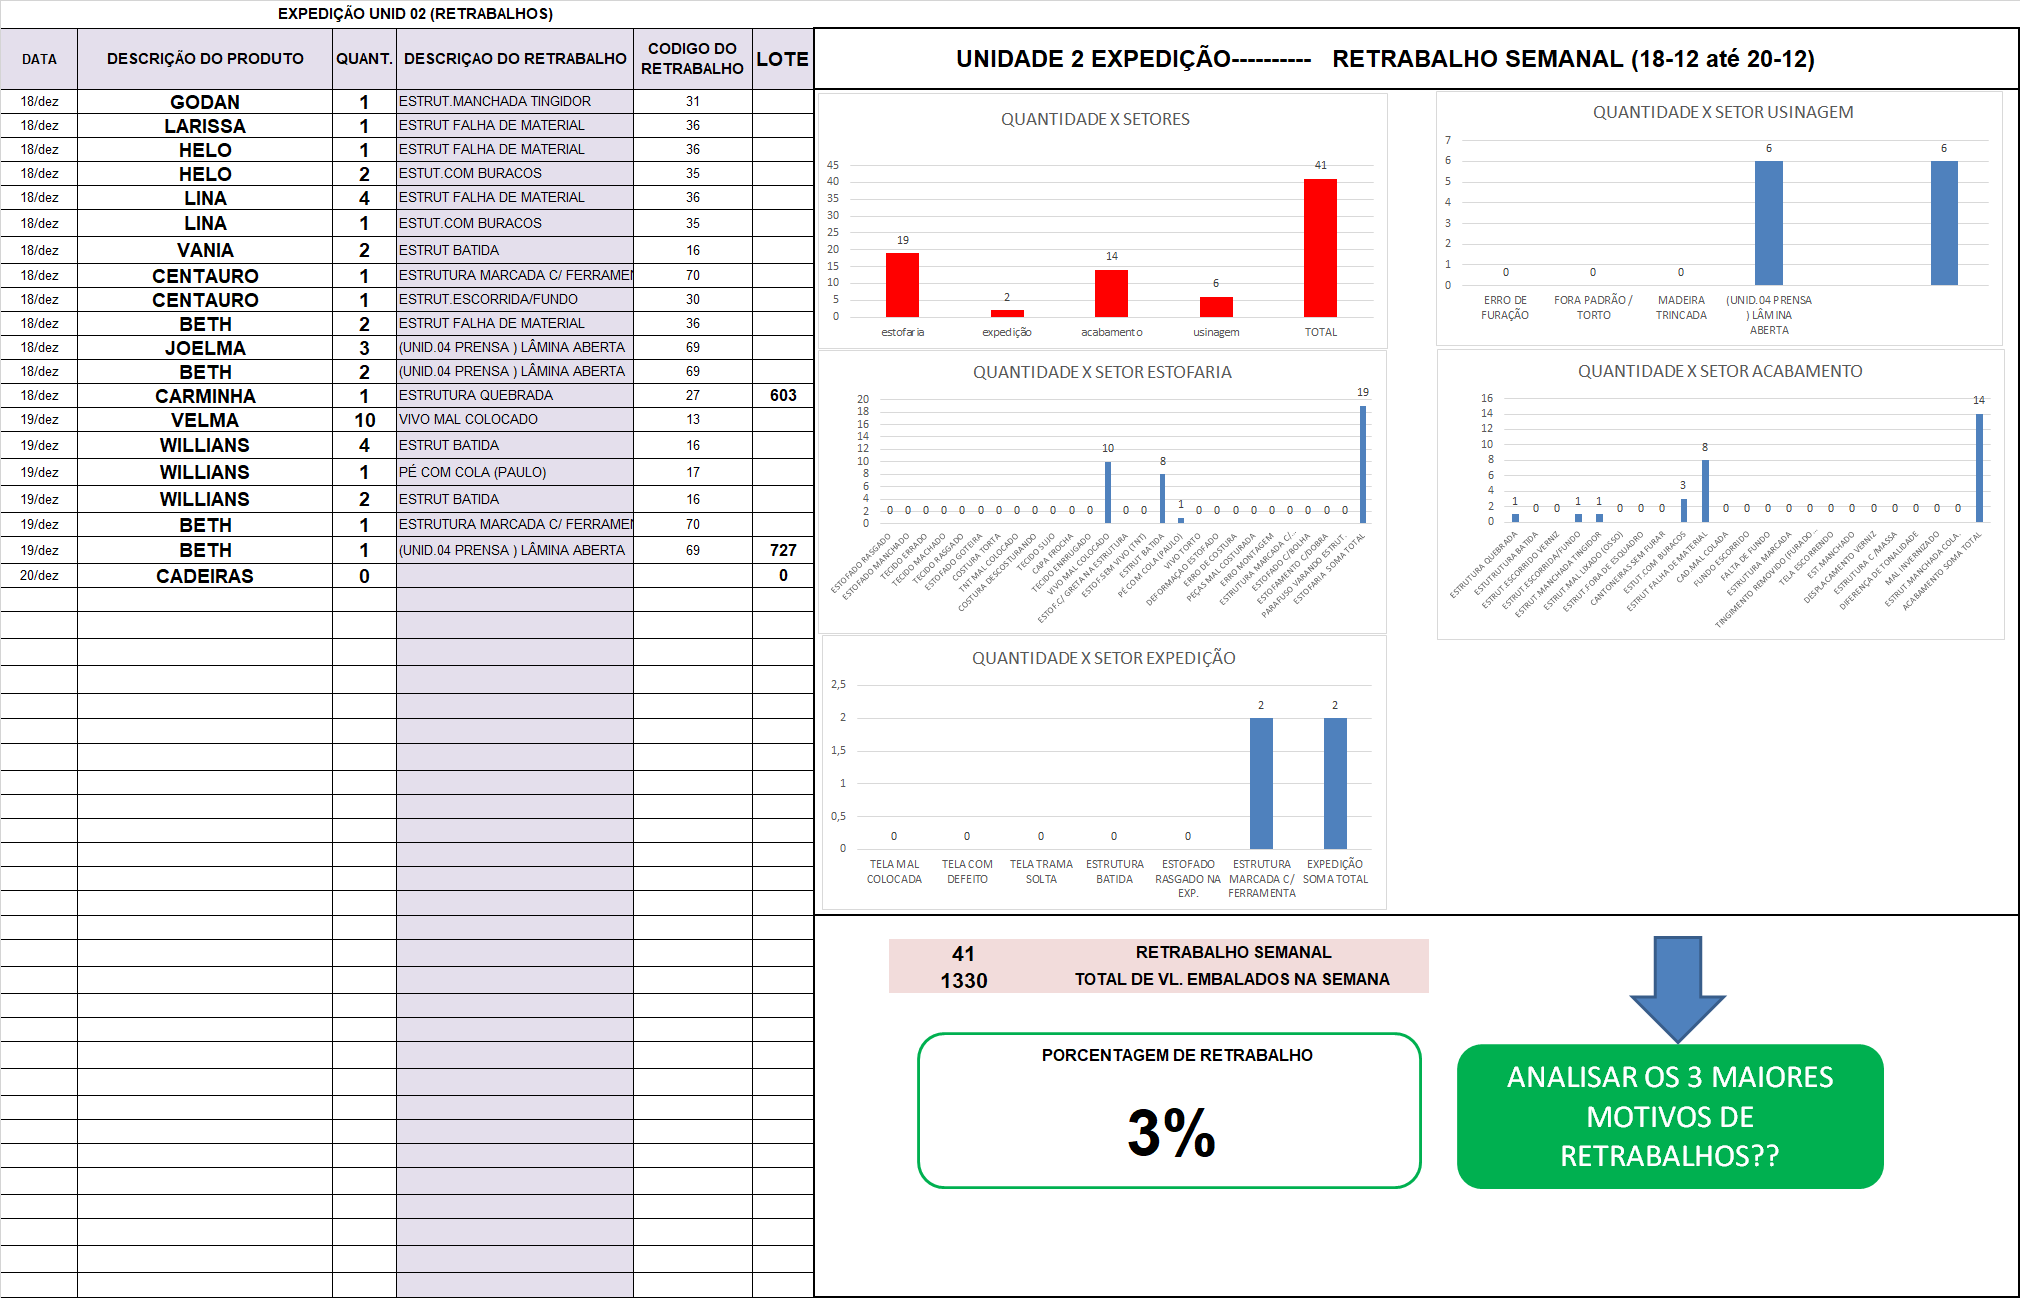 EXPEDIÇÃO UNID 02 (RETRABALHOS)
DATA DESCRIÇÃO DO PRODUTO QUANT. DESCRIÇAO DO RETRABALHO CODIGO DO RETRABALHO LOTE
18/dez GODAN 1 ESTRUT.MANCHADA TINGIDOR 31
18/dez LARISSA 1 ESTRUT FALHA DE MATERIAL 36
18/dez HELO 1 ESTRUT FALHA DE MATERIAL 36
18/dez HELO 2 ESTUT.COM BURACOS 35
18/dez LINA 4 ESTRUT FALHA DE MATERIAL 36
18/dez LINA 1 ESTUT.COM BURACOS 35
18/dez VANIA 2 ESTRUT BATIDA 16
18/dez CENTAURO 1 ESTRUTURA MARCADA C/ FERRAMEN 70
18/dez CENTAURO 1 ESTRUT.ESCORRIDA/FUNDO 30
18/dez BETH 2 ESTRUT FALHA DE MATERIAL 36
18/dez JOELMA 3 (UNID.04 PRENSA ) LÂMINA ABERTA 69
18/dez BETH 2 (UNID.04 PRENSA ) LÂMINA ABERTA 69
18/dez CARMINHA 1 ESTRUTURA QUEBRADA 27 603
19/dez VELMA 10 VIVO MAL COLOCADO 13
19/dez WILLIANS 4 ESTRUT BATIDA 16
19/dez WILLIANS 1 PÉ COM COLA (PAULO) 17
19/dez WILLIANS 2 ESTRUT BATIDA 16
19/dez BETH 1 ESTRUTURA MARCADA C/ FERRAMEN 70
19/dez BETH 1 (UNID.04 PRENSA ) LÂMINA ABERTA 69 727
20/dez CADEIRAS 0 0
UNIDADE 2 EXPEDIÇÃO---------- RETRABALHO SEMANAL (18-12 até 20-12)
QUANTIDADE X SETORES
45
40
35
30
25
20
15
10
5
0
19 2 14 6 41
estofaria expedição acabamento usinagem TOTAL
QUANTIDADE X SETOR USINAGEM
7
6
5
4
3
2
1
0
0 0 0 6 6
ERRO DE FURAÇÃO
FORA PADRÃO / TORTO
MADEIRA TRINCADA
(UNID.04 PRENSA ) LÂMINA ABERTA
QUANTIDADE X SETOR ESTOFARIA
20
18
16
14
12
10
8
6
4
2
0
0 0 0 0 0 0 0 0 0 0 0 0 10 0 0 8 1 0 0 0 0 0 0 0 0 0 19
ESTOFADO RASGADO
ESTOFADO MANCHADO
TECIDO ERRADO
TECIDO MACHADO
TECIDO RASGADO
ESTOFADO GOTEIRA
COSTURA TORTA
TNT MAL COLOCADO
COSTURA DESCOSTURANDO
TECIDO SUJO
CAPA FROCHA
TECIDO ENRUGADO
VIVO MAL COLOCADO
ESTOF.C/ GRETA NA ESTRUTURA
ESTOF SEM VIVO (TNT)
ESTRUT BATIDA
PÉ COM COLA (PAULO)
VIVO TORTO
DEFORMAÇAO ESTOFADO
ERRO DE COSTURA
PEÇAS MAL COSTURADA
ERRO MONTAGEM
ESTRUTURA MARCADA C/..
ESTOFADO C/BOLHA
ESTOFAMENTO C/DOBRA
PARAFUSO VARANDO ESTRUT.
ESTOFARIA SOMA TOTAL
QUANTIDADE X SETOR ACABAMENTO
16
14
12
10
8
6
4
2
0
1 0 0 1 1 0 0 0 3 8 0 0 0 0 0 0 0 0 0 0 0 0 14
ESTRUTURA QUEBRADA
ESTUTRUTURA BATIDA
ESTRUT.ESCORRIDO VERNIZ
ESTRUT.ESCORRIDA/FUNDO
ESTRUT.MANCHADA TINGIDOR
ESTRUT.MAL LIXADO (OSSO)
ESTRUT.FORA DE ESQUADRO
CANTONEIRAS SEM FURAR
ESTUT.COM BURACOS
ESTRUT FALHA DE MATERIAL
CAD.MAL COLADA
FUNDO ESCORRIDO
FALTA DE FUNDO
ESTRUTURA MARCADA
TINGIMENTO REMOVIDO (FURADO...
TELA ESCORRENDO
EST.MANCHADO
DISPLACAMENTO VERNIZ
ESTRUTURA C/MASSA
DIFERENÇA DE TONALIDADE
MAL INVERNIZADO
ESTRUT.MANCHADA COLA.
ACABAMENTO SOMA TOTAL
QUANTIDADE X SETOR EXPEDIÇÃO
2,5
2
1,5
1
0,5
0
0 0 0 0 0 2 2
TELA MAL COLOCADA
TELA COM DEFEITO
TELA TRAMA SOLTA
ESTRUTURA BATIDA
ESTOFADO RASGADO NA EXP.
ESTRUTURA MARCADA C/ FERRAMENTA
EXPEDIÇÃO SOMA TOTAL
41 RETRABALHO SEMANAL
1330 TOTAL DE VL. EMBALADOS NA SEMANA
PORCENTAGEM DE RETRABALHO
3%
ANALISAR OS 3 MAIORES
MOTIVOS DE
RETRABALHOS??